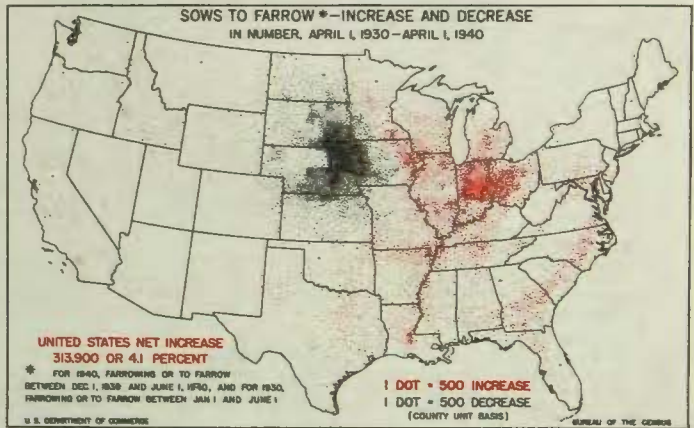 SOWS TO FARROW *—INCREASE AND DECREASE
IN NUMBER, APRIL 1, 1930—APRIL 1, 1940
UNITED STATES NET INCREASE
313,900 OR 4.1 PERCENT
* FOR 1940, FARROWING OR TO FARROW
BETWEEN DEC 1, 1939 AND JUNE 1, 1940, AND FOR 1930,
FARROWING OR TO FARROW BETWEEN JAN 1 AND JUNE 1
1 DOT = 500 INCREASE
1 DOT = 500 DECREASE
(COUNTY UNIT BASIS)
U. S. DEPARTMENT OF COMMERCE
BUREAU OF THE CENSUS